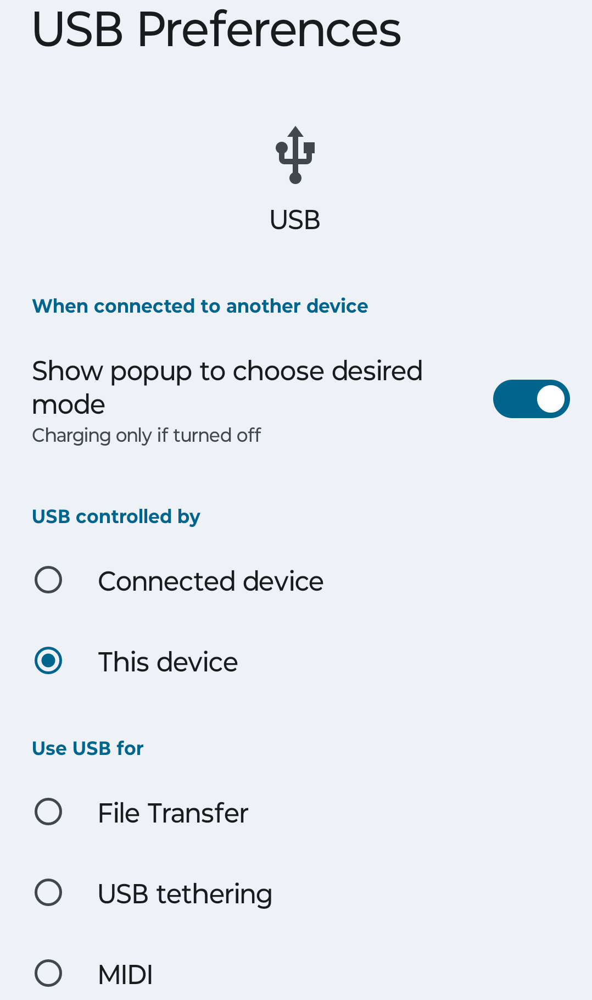 USB Preferences
USB
When connected to another device
Show popup to choose desired
mode
Charging only if turned off
USB controlled by
Connected device
This device
Use USB for
File Transfer
USB tethering
MIDI